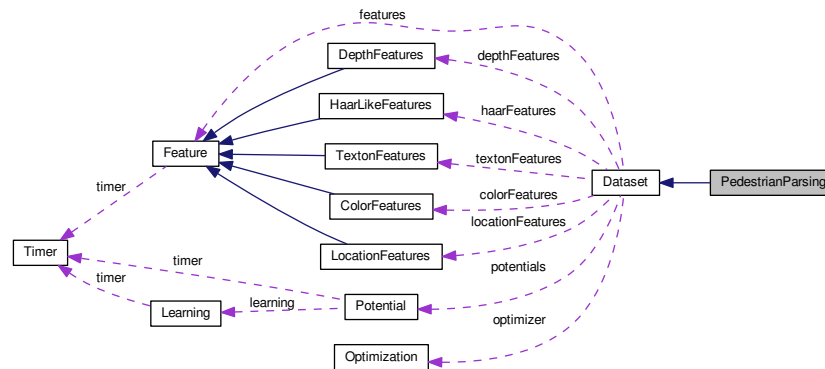 features
DepthFeatures
depthFeatures
HaarLikeFeatures
haarFeatures
Feature
TextonFeatures
textonFeatures
Dataset
PedestrianParsing
timer
ColorFeatures
colorFeatures
locationFeatures
Timer
timer
LocationFeatures
timer
potentials
learning
Learning
Potential
optimizer
Optimization